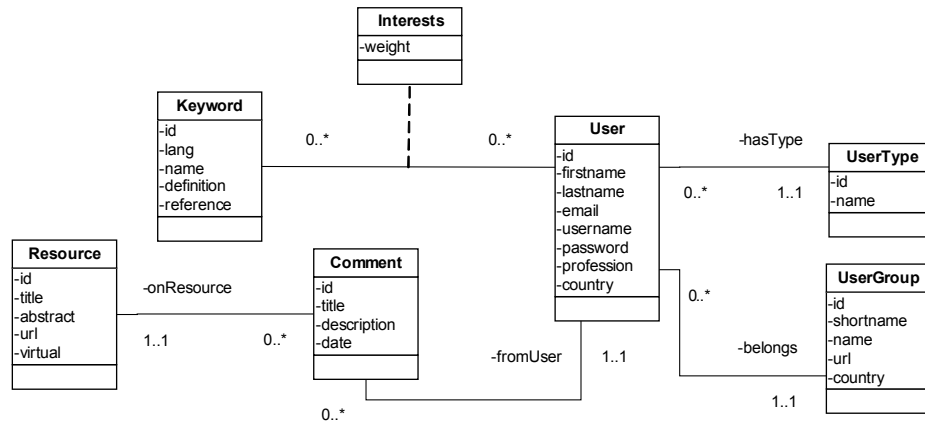 Interests
-weight
Keyword
-id
-lang
-name
-definition
-reference
0..*
0..*
User
-id
-firstname
-lastname
-email
-username
-password
-profession
-country
-hasType
0..*
1..1
UserType
-id
-name
Resource
-id
-title
-abstract
-url
-virtual
-onResource
1..1
0..*
Comment
-id
-title
-description
-date
-fromUser
1..1
0..*
0..*
-belongs
1..1
UserGroup
-id
-shortname
-name
-url
-country